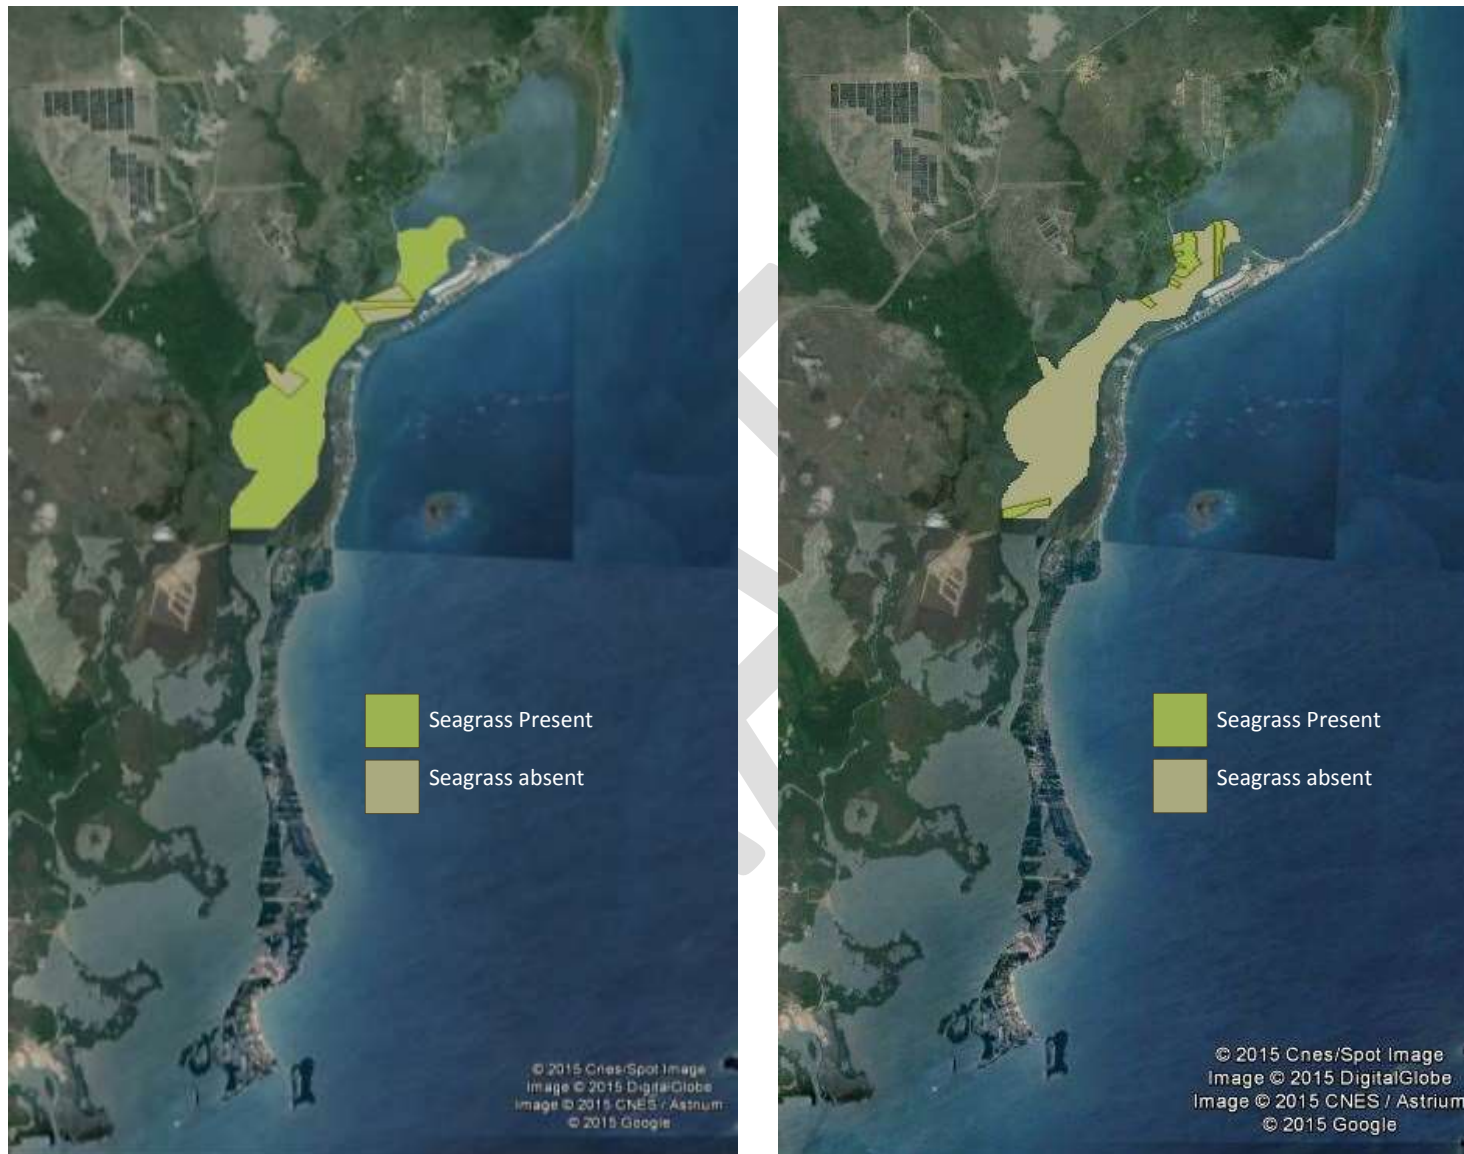 Seagrass Present
Seagrass absent
© 2015 Cnes/Spot Image
Image © 2015 DigitalGlobe
Image © 2015 CNES / Astrium
© 2015 Google
Seagrass Present
Seagrass absent
© 2015 Cnes/Spot Image
Image © 2015 DigitalGlobe
Image © 2015 CNES / Astrium
© 2015 Google